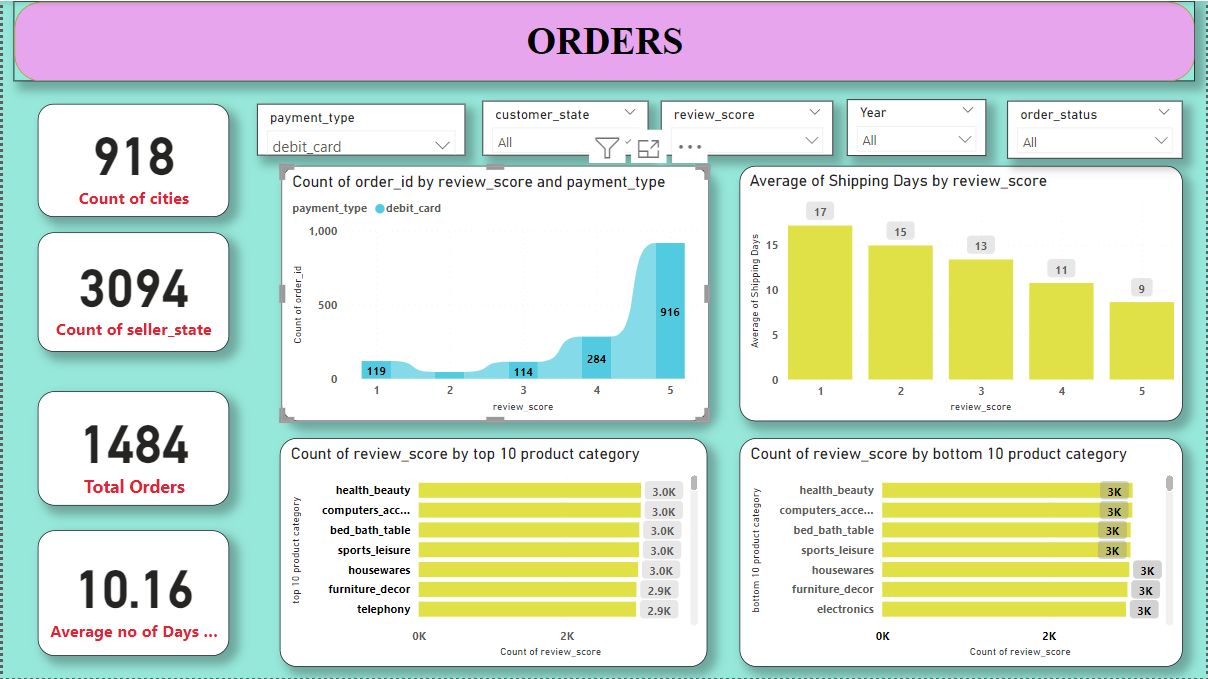 ORDERS
918
Count of cities
3094
Count of seller_state
1484
Total Orders
10.16
Average no of Days ...
payment_type
debit_card
customer_state
All
review_score
Year
All
order_status
All
Count of order_id by review_score and payment_type
payment_type debit_card
Count of order_id
1,000
500
0
119
114
284
916
1 2 3 4 5
review_score
Average of Shipping Days by review_score
Average of Shipping Days
15
10
5
0
17
15
13
11
9
1 2 3 4 5
review_score
Count of review_score by top 10 product category
top 10 product category
health_beauty 3.0K
computers_acc... 3.0K
bed_bath_table 3.0K
sports_leisure 3.0K
housewares 3.0K
furniture_decor 2.9K
telephony 2.9K
0K 2K
Count of review_score
Count of review_score by bottom 10 product category
bottom 10 product category
health_beauty 3K
computers_acce... 3K
bed_bath_table 3K
sports_leisure 3K
housewares 3K
furniture_decor 3K
electronics 3K
0K 2K
Count of review_score